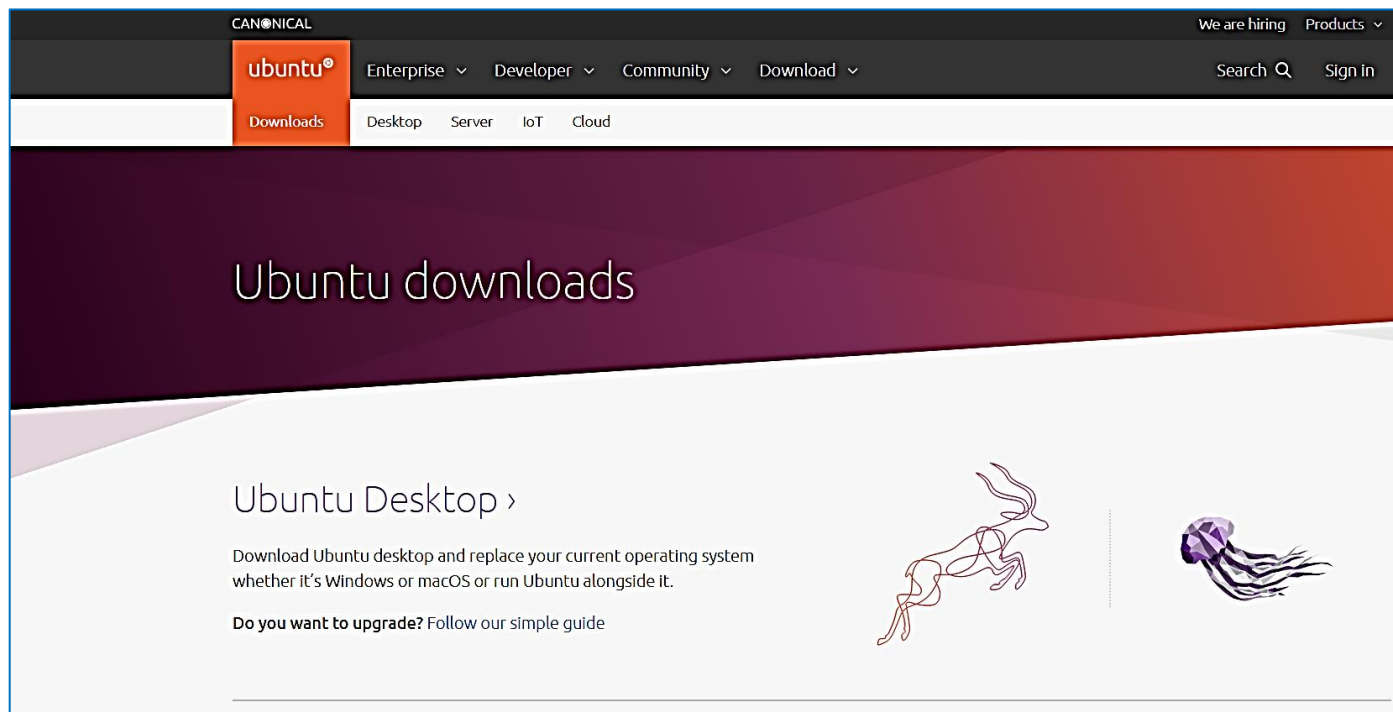 CANONICAL
We are hiring Products
ubuntu Enterprise Developer Community Download Search Sign in
Downloads Desktop Server IoT Cloud
Ubuntu downloads
Ubuntu Desktop ›
Download Ubuntu desktop and replace your current operating system
whether it’s Windows or macOS or run Ubuntu alongside it.
Do you want to upgrade? Follow our simple guide